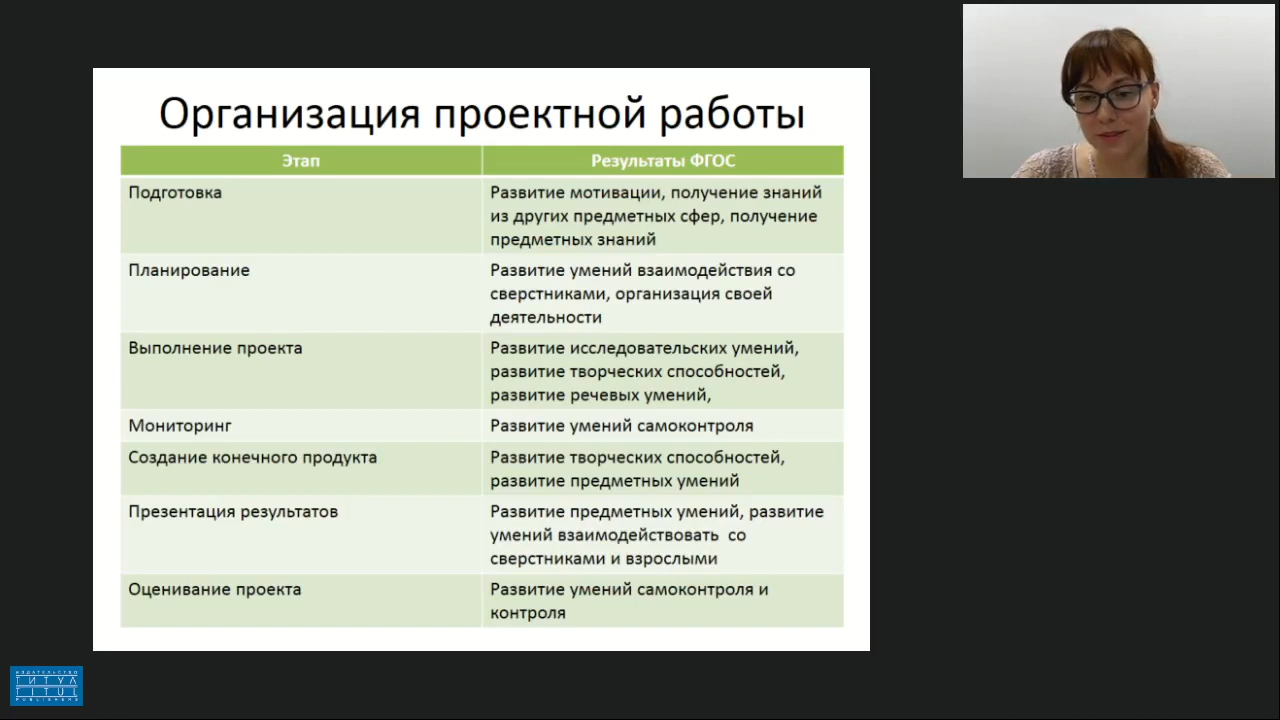 Организация проектной работы
Этап
Результаты ФГОС
Подготовка
Развитие мотивации, получение знаний
из других предметных сфер, получение
предметных знаний
Планирование
Развитие умений взаимодействия со
сверстниками, организация своей
деятельности
Выполнение проекта
Развитие исследовательских умений,
развитие творческих способностей,
развитие речевых умений,
Мониторинг
Развитие умений самоконтроля
Создание конечного продукта
Развитие творческих способностей,
развитие предметных умений
Презентация результатов
Развитие предметных умений, развитие
умений взаимодействовать со
сверстниками и взрослыми
Оценивание проекта
Развитие умений самоконтроля и
контроля
ИЗДАТЕЛЬСТВО
ТИТУЛ
TITUL
PUBLISHERS